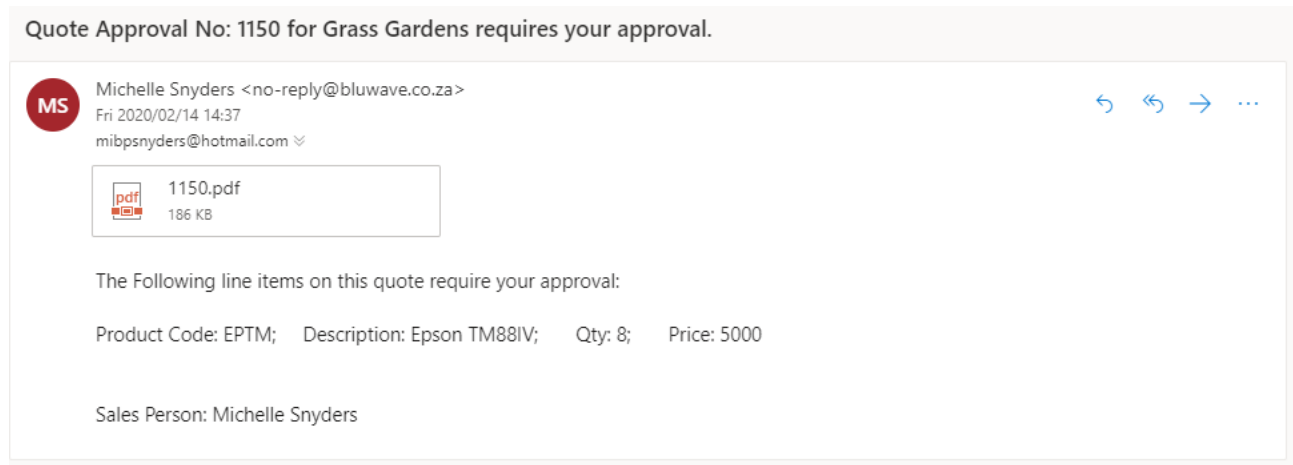 Quote Approval No: 1150 for Grass Gardens requires your approval.
MS
Michelle Snyders <no-reply@bluwave.co.za>
Fri 2020/02/14 14:37
mibpsnyders@hotmail.com
pdf
1150.pdf
186 KB
The Following line items on this quote require your approval:
Product Code: EPTM; Description: Epson TM88IV; Qty: 8; Price: 5000
Sales Person: Michelle Snyders